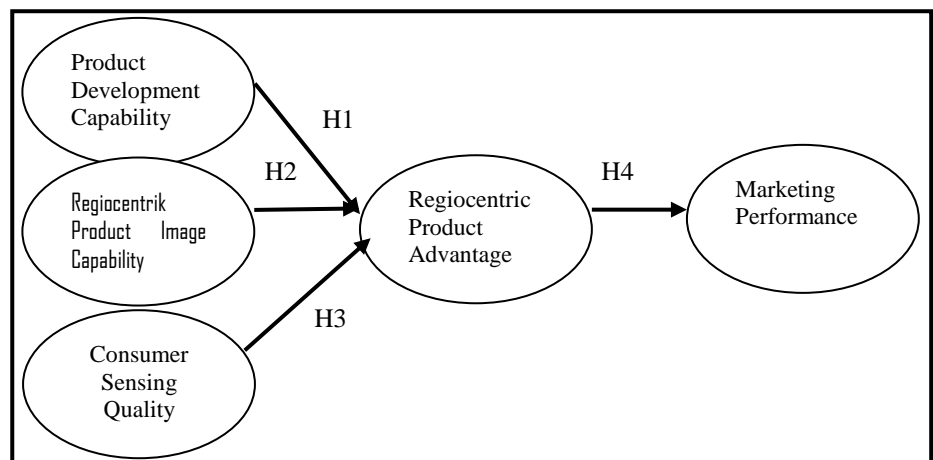 Product
Development
Capability
H1
H2
Regiocentrik
Product Image
Capability
Regiocentric
Product
Advantage
H4
Marketing
Performance
H3
Consumer
Sensing
Quality